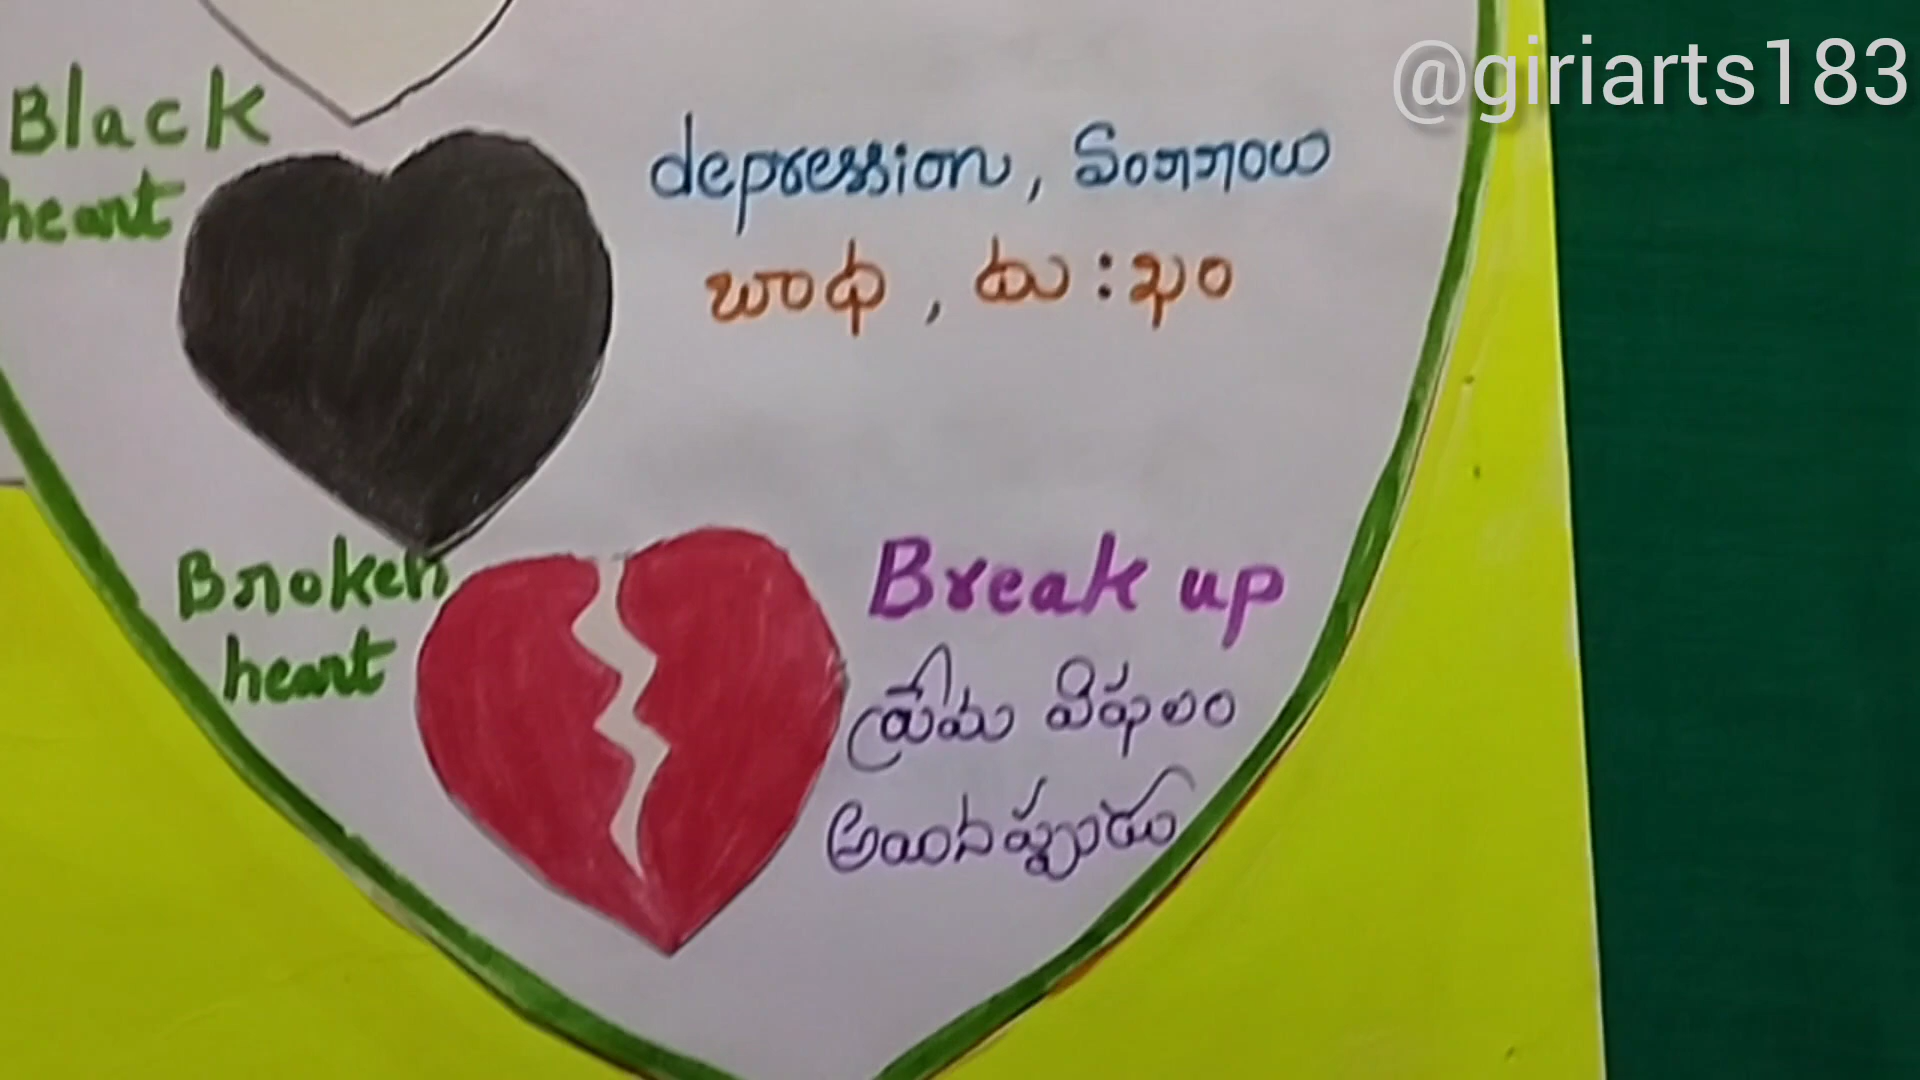 @giriarts183
Black
heart
depression,
బాధ, దు:ఖం
Broken
heart
Break up
ప్రేమ విఫలం
అయినప్పుడు